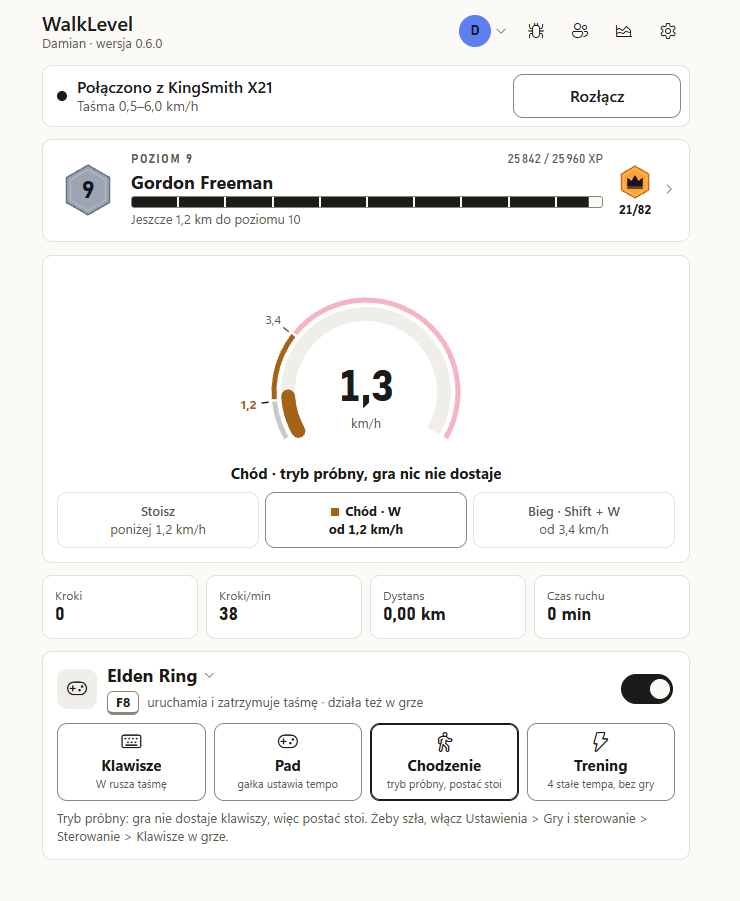 WalkLevel
Damian · wersja 0.6.0
D
Połączono z KingSmith X21
Taśma 0,5–6,0 km/h
Rozłącz
9
POZIOM 9
25 842 / 25 960 XP
Gordon Freeman
Jeszcze 1,2 km do poziomu 10
21/82
3,4
1,2
1,3
km/h
Chód · tryb próbny, gra nic nie dostaje
Stoisz
poniżej 1,2 km/h
Chód · W
od 1,2 km/h
Bieg · Shift + W
od 3,4 km/h
Kroki
0
Kroki/min
38
Dystans
0,00 km
Czas ruchu
0 min
Elden Ring
F8 uruchamia i zatrzymuje taśmę · działa też w grze
Klawisze
W rusza taśmę
Pad
gałka ustawia tempo
Chodzenie
tryb próbny, postać stoi
Trening
4 stałe tempa, bez gry
Tryb próbny: gra nie dostaje klawiszy, więc postać stoi. Żeby szła, włącz Ustawienia > Gry i sterowanie >
Sterowanie > Klawisze w grze.